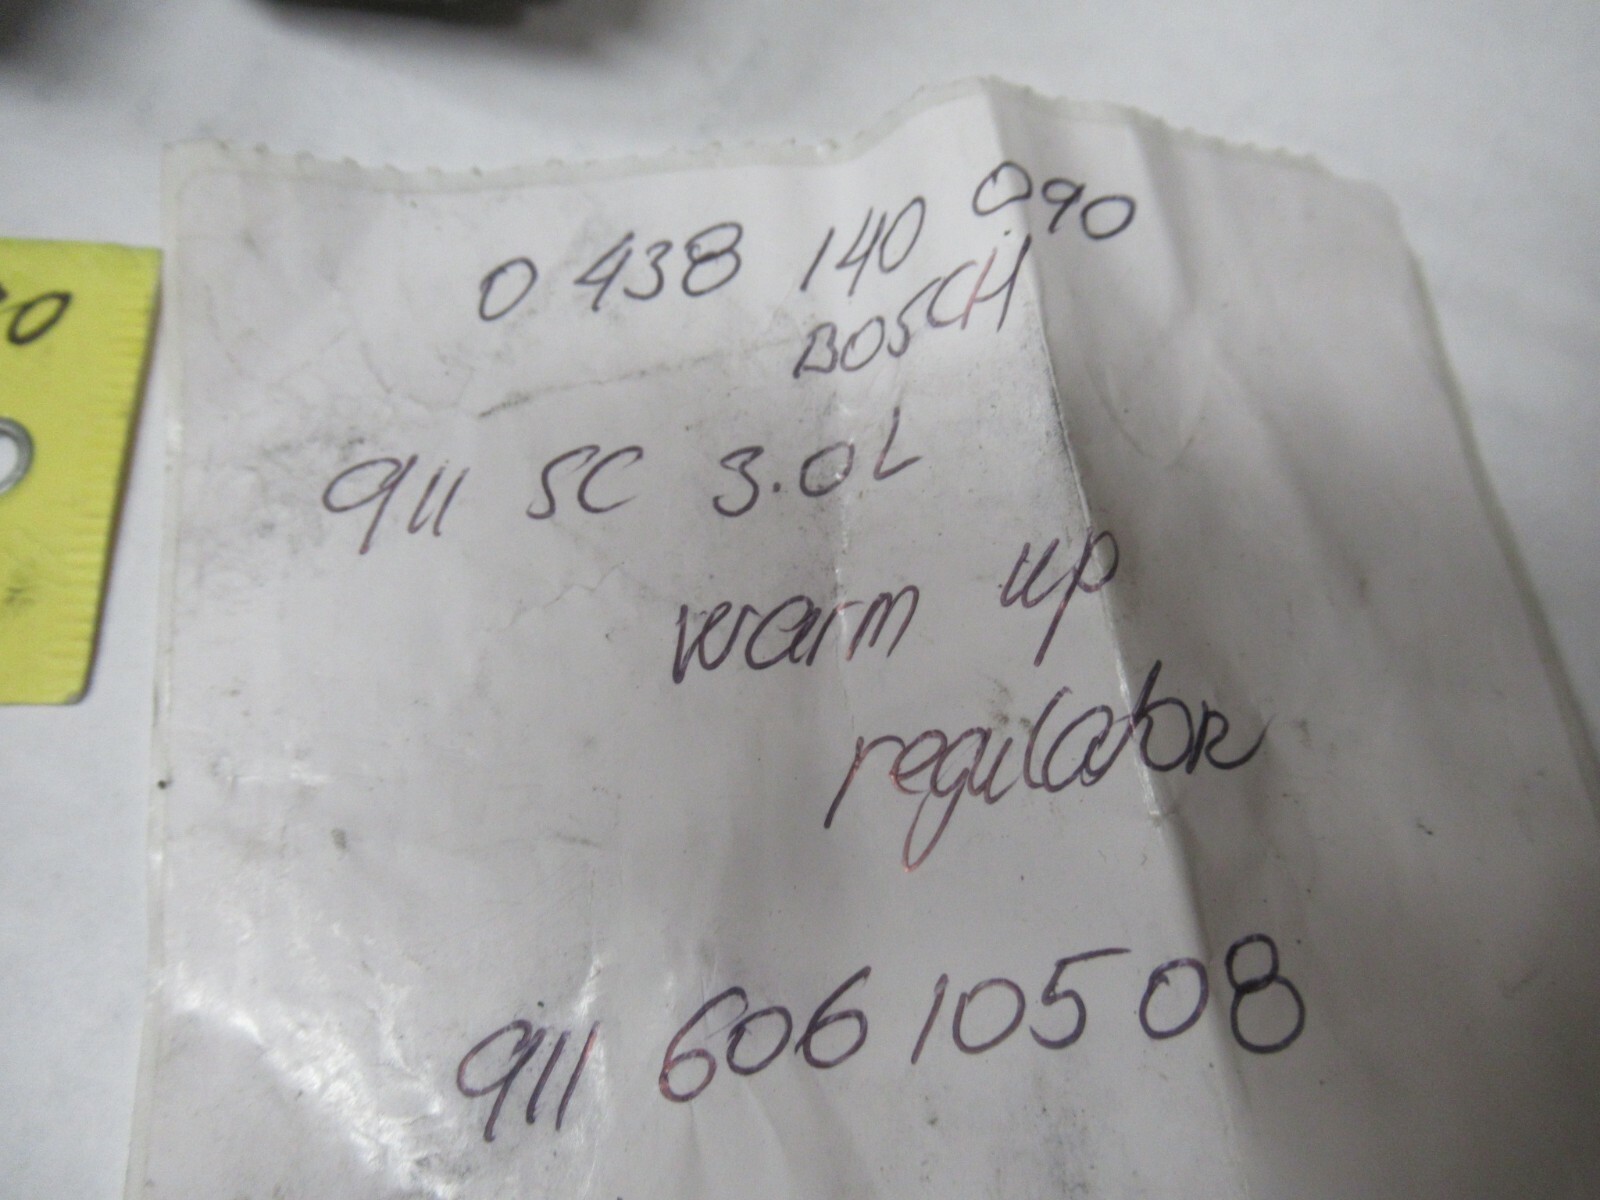 0 438 140 090
BOSCH
911 SC 3.0L
warm up
regulator
911 606 105 08